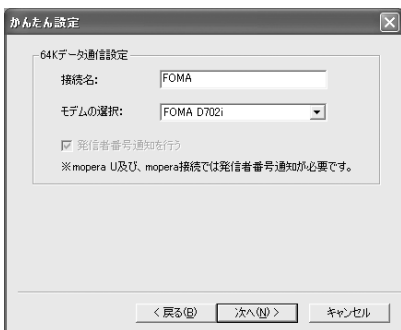 かんたん設定
64Kデータ通信設定
接続名: FOMA
モデムの選択: FOMA D702i
発信者番号通知を行う
※mopera U及び、mopera接続では発信者番号通知が必要です。
< 戻る(B) 次へ(N) > キャンセル